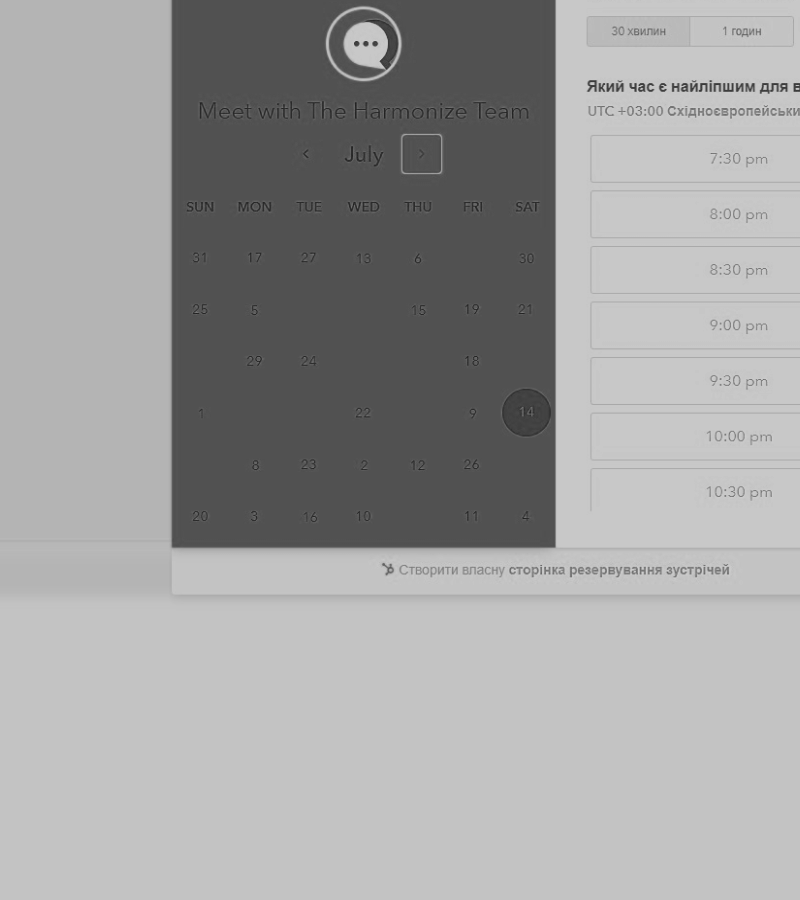 30 хвилин 1 годин
Meet with The Harmonize Team
Який час є найліпшим для в
UTC +03:00 Східноєвропейськи
July
SUN MON TUE WED THU FRI SAT
31 17 27 13 6 30
25 5 15 19 21
29 24 18
1 22 9 14
8 23 2 12 26
20 3 16 10 11 4
7:30 pm
8:00 pm
8:30 pm
9:00 pm
9:30 pm
10:00 pm
10:30 pm
Створити власну сторінка резервування зустрічей